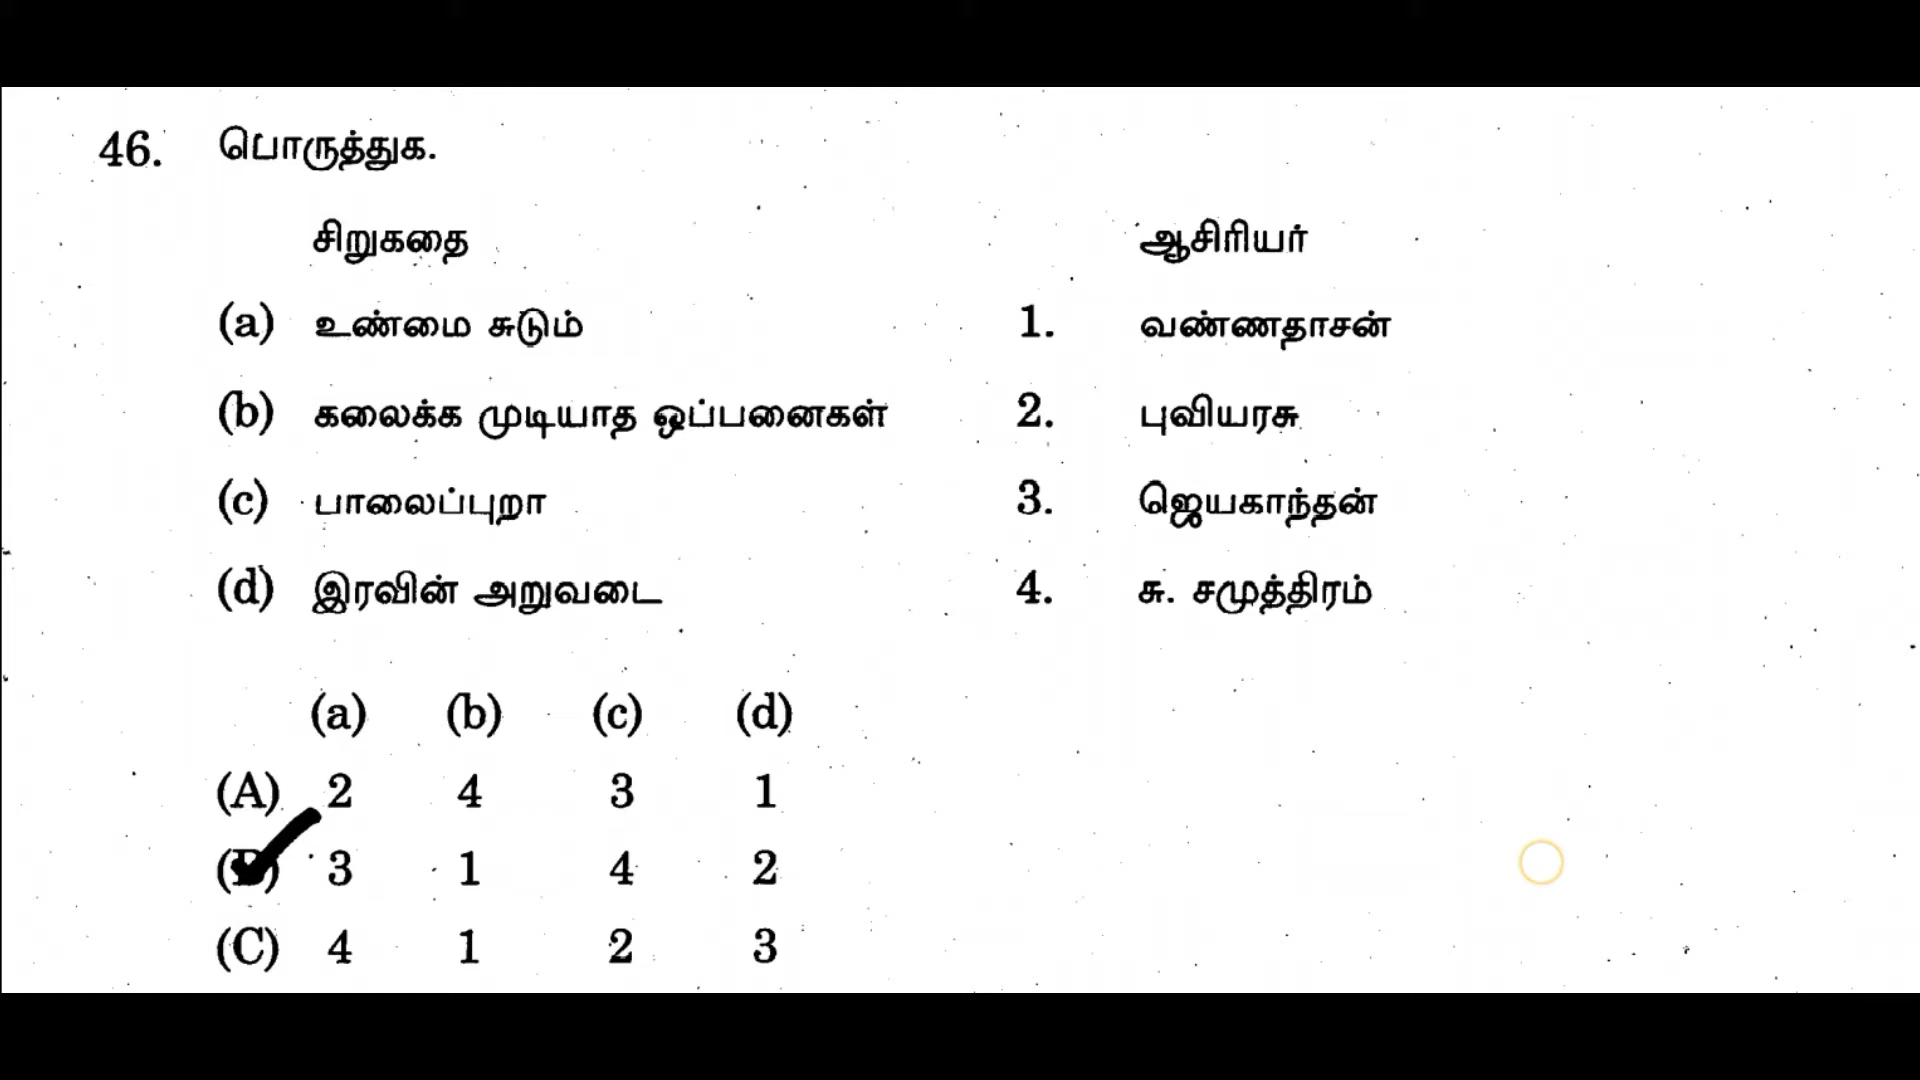 46. பொருத்துக.
சிறுகதை ஆசிரியர்
(a) உண்மை சுடும் 1. வண்ணதாசன்
(b) கலைக்க முடியாத ஒப்பனைகள் 2. புவியரசு
(c) பாலைப்புறா 3. ஜெயகாந்தன்
(d) இரவின் அறுவடை 4. சு. சமுத்திரம்
(a) (b) (c) (d)
(A) 2 4 3 1
(B) 3 1 4 2
(C) 4 1 2 3